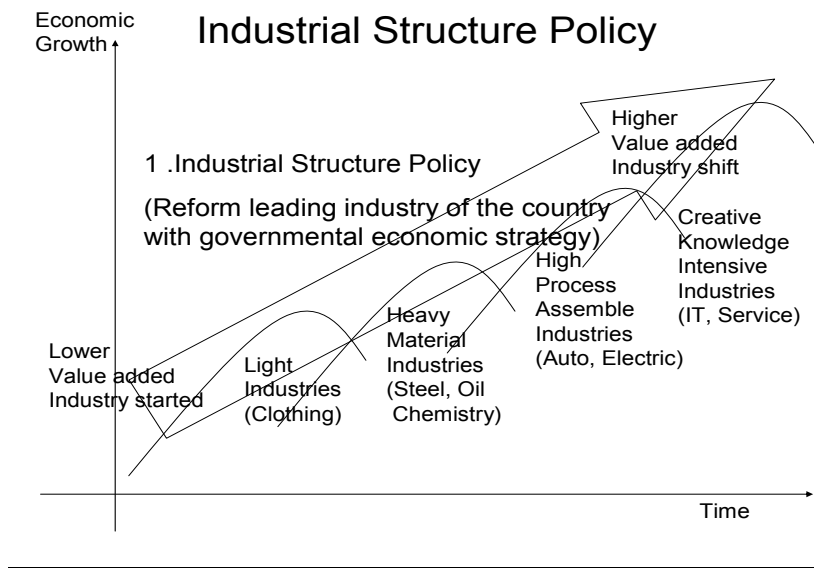 Economic
Growth
Industrial Structure Policy
1 .Industrial Structure Policy
(Reform leading industry of the country
with governmental economic strategy)
Higher
Value added
Industry shift
Creative
Knowledge
Intensive
Industries
(IT, Service)
High
Process
Assemble
Industries
(Auto, Electric)
Heavy
Material
Industries
(Steel, Oil
Chemistry)
Light
Industries
(Clothing)
Lower
Value added
Industry started
Time